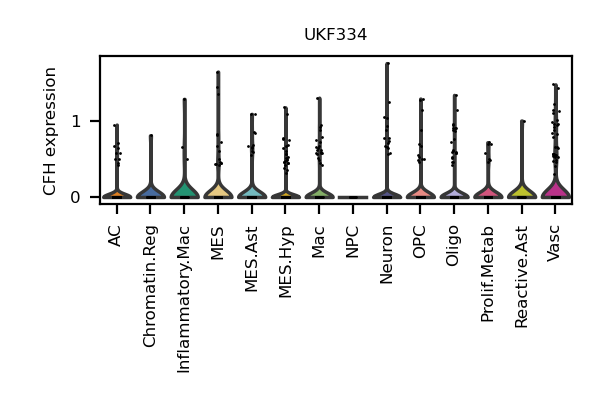 UKF334
CFH expression
1
0
AC
Chromatin.Reg
Inflammatory.Mac
MES
MES.Ast
MES.Hyp
Mac
NPC
Neuron
OPC
Oligo
Prolif.Metab
Reactive.Ast
Vasc